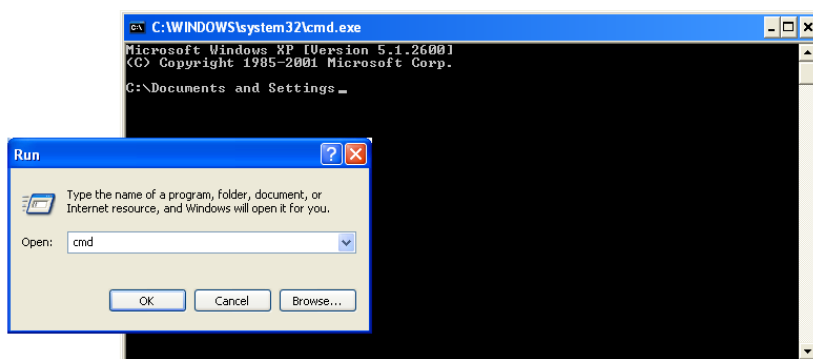 C:\WINDOWS\system32\cmd.exe
Microsoft Windows XP [Version 5.1.2600]
(C) Copyright 1985-2001 Microsoft Corp.
C:\Documents and Settings_
Run
Type the name of a program, folder, document, or
Internet resource, and Windows will open it for you.
Open: cmd
OK Cancel Browse...